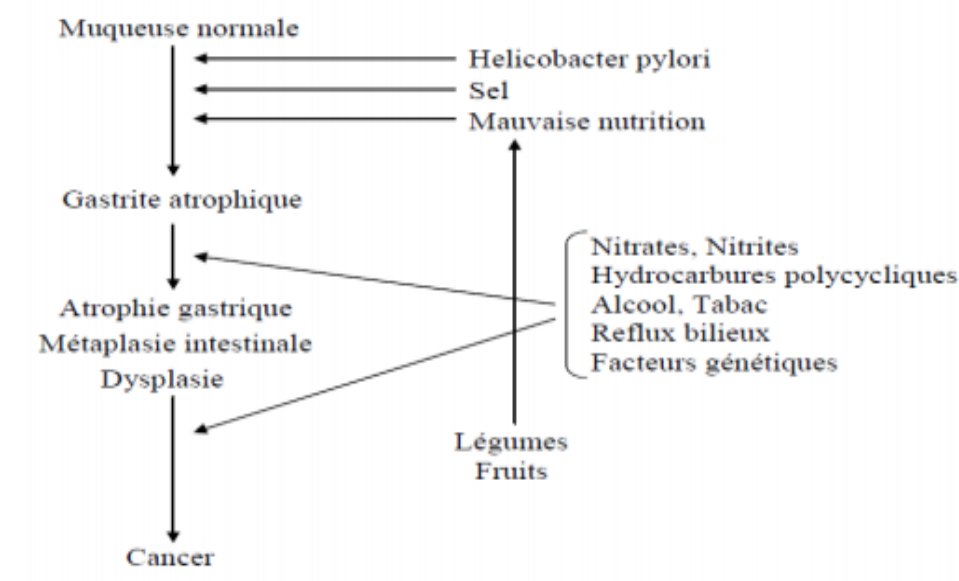 Muqueuse normale
Helicobacter pylori
Sel
Mauvaise nutrition
Gastrite atrophique
Nitrates, Nitrites
Hydrocarbures polycycliques
Alcool, Tabac
Reflux bilieux
Facteurs génétiques
Atrophie gastrique
Métaplasie intestinale
Dysplasie
Légumes
Fruits
Cancer